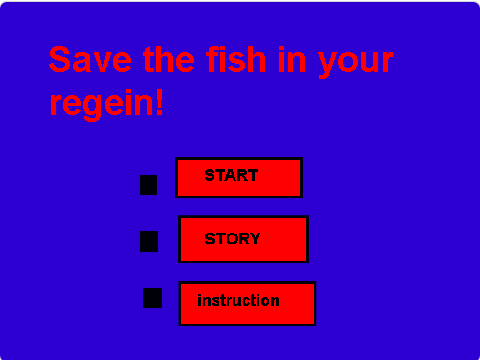 Save the fish in your
regein!
START
STORY
instruction